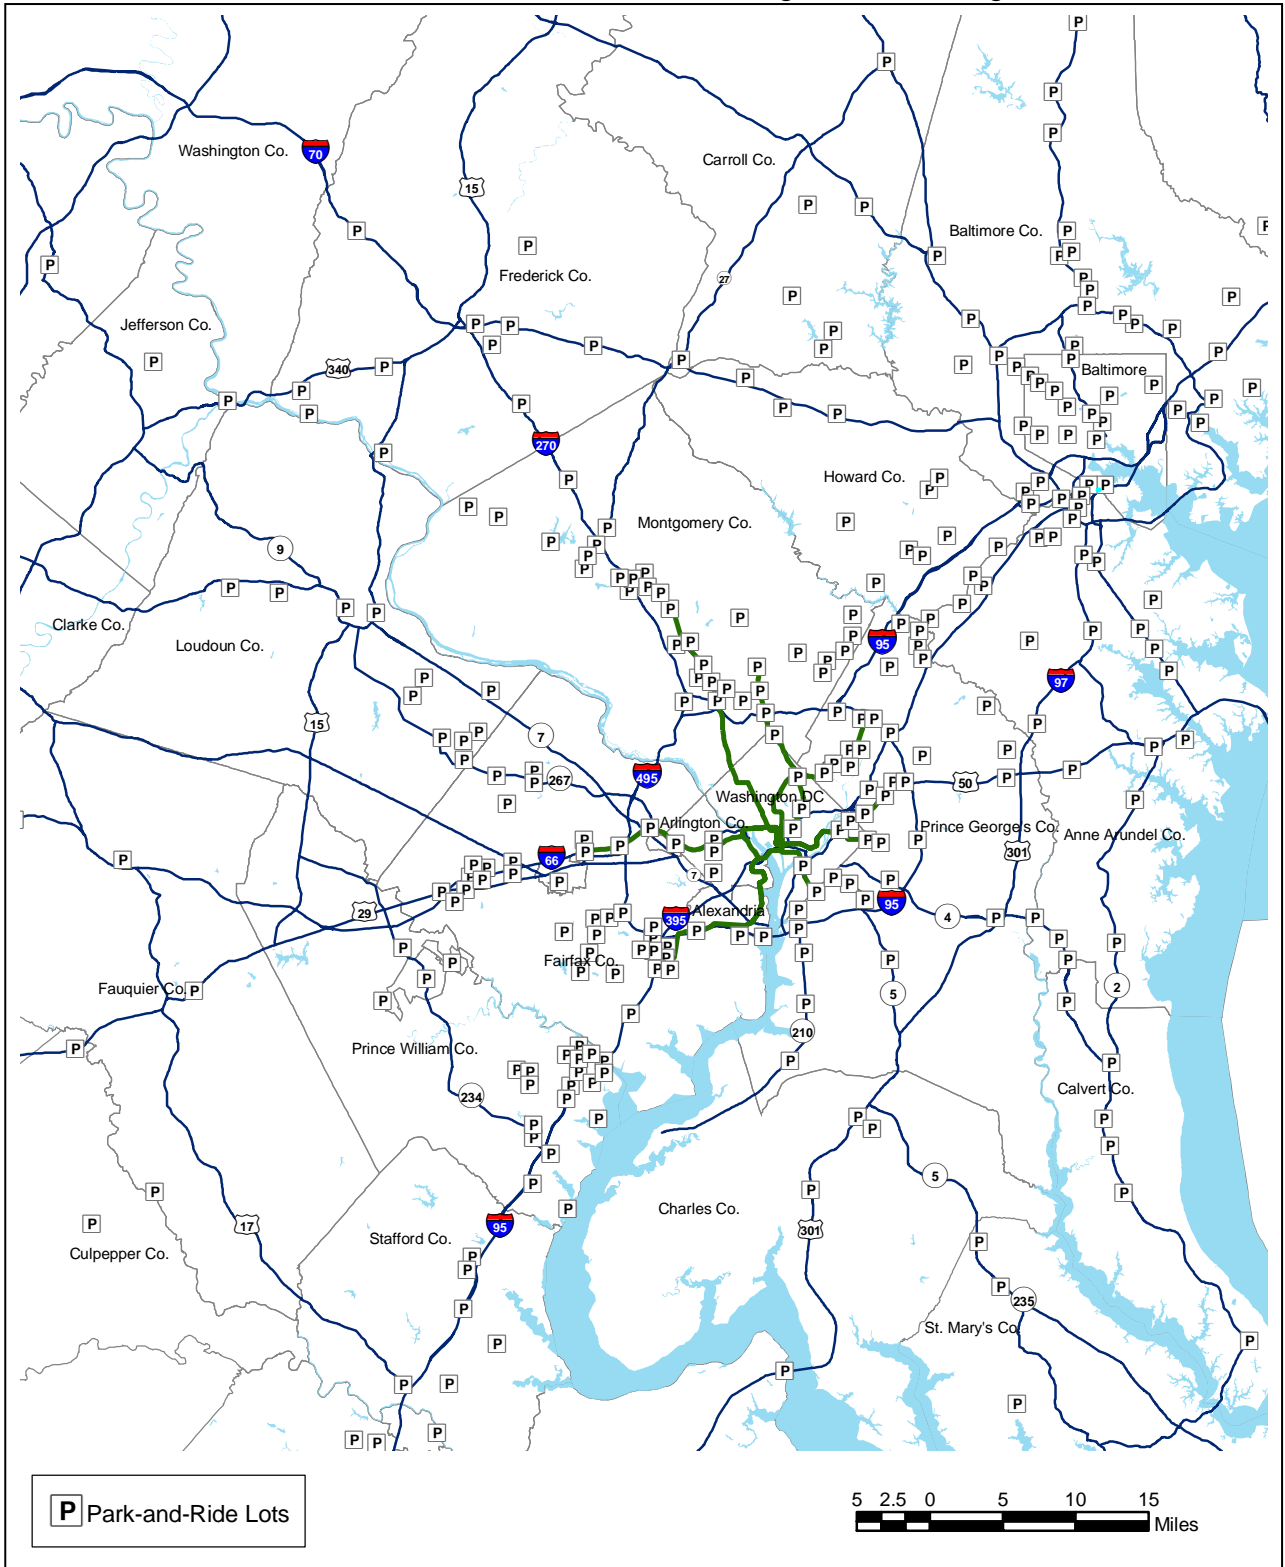 Washington Co.
70
Carroll Co.
15
P
Baltimore Co.
Frederick Co.
27
Jefferson Co.
340
Baltimore
270
Howard Co.
Montgomery Co.
9
Clarke Co.
Loudoun Co.
95
97
15
7
495
267
50
Washington DC
Arlington Co.
Prince George's Co.
Anne Arundel Co.
66
301
7
29
395
Alexandria
95
4
Fairfax Co.
Fauquier Co.
5
2
210
Prince William Co.
Calvert Co.
234
5
Charles Co.
17
95
301
Stafford Co.
Culpepper Co.
235
St. Mary's Co.
P Park-and-Ride Lots
5 2.5 0 5 10 15
Miles